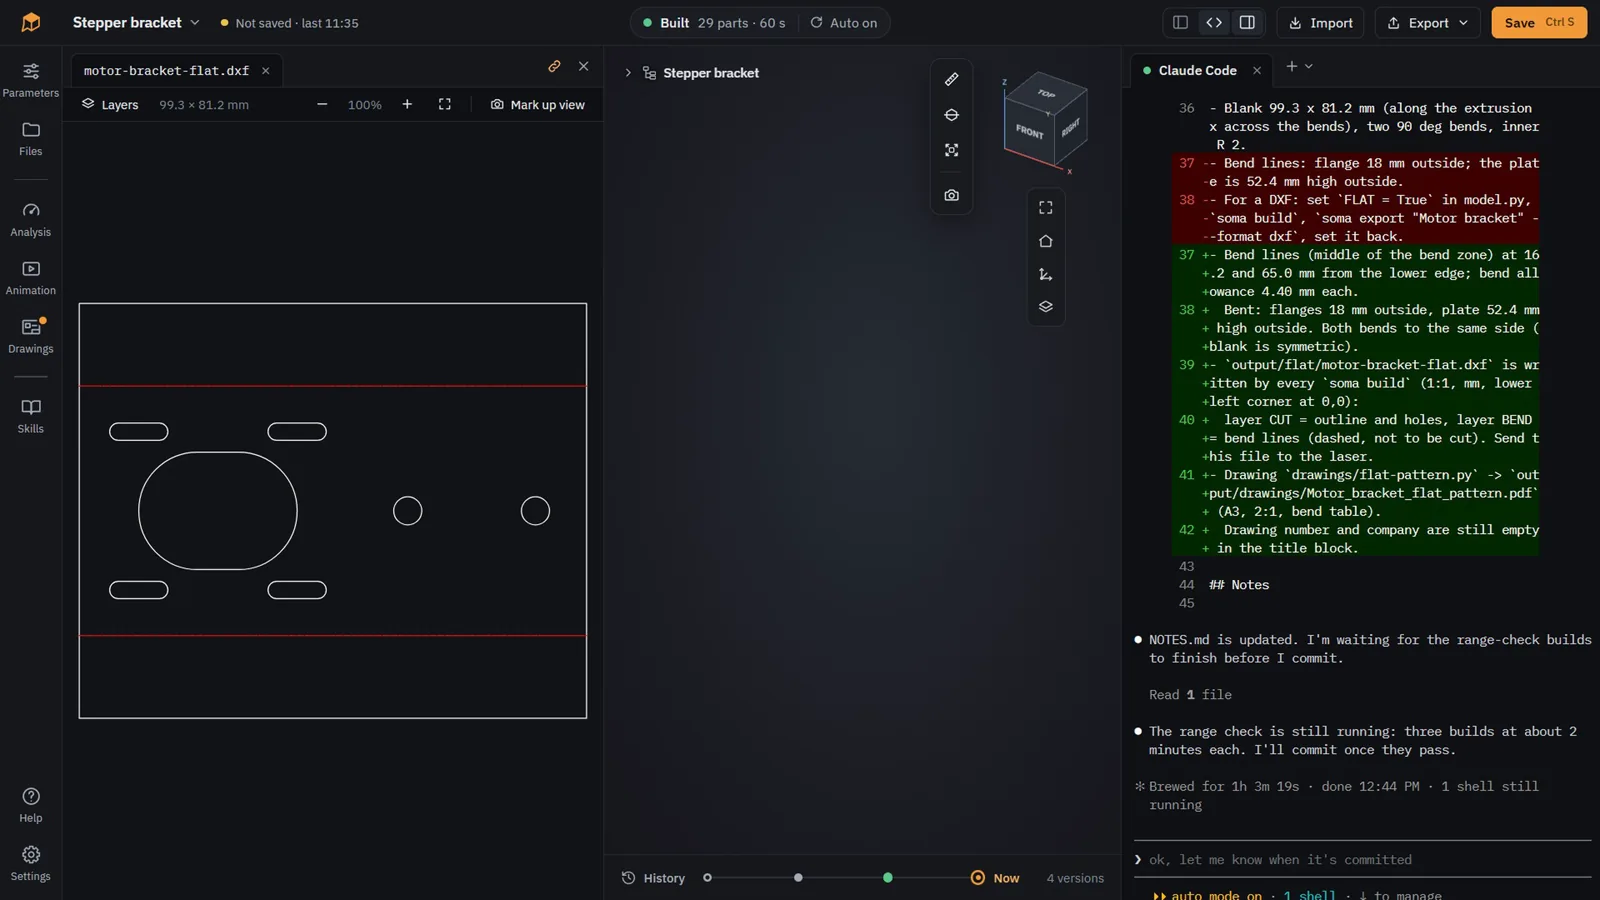 Stepper bracket
Not saved · last 11:35
Built 29 parts · 60 s
Auto on
Import
Export
Save Ctrl S
Parameters
Files
Analysis
Animation
Drawings
Skills
Help
Settings
motor-bracket-flat.dxf ×
Layers 99.3 × 81.2 mm
− 100% +
Mark up view
Stepper bracket
TOP
FRONT
RIGHT
Z
Y
X
History
Now
4 versions
Claude Code ×
36 - Blank 99.3 x 81.2 mm (along the extrusion
x across the bends), two 90 deg bends, inner
R 2.
37 -- Bend lines: flange 18 mm outside; the plat
-e is 52.4 mm high outside.
38 -- For a DXF: set `FLAT = True` in model.py,
-`soma build`, `soma export "Motor bracket" -
--format dxf`, set it back.
37 +- Bend lines (middle of the bend zone) at 16
+.2 and 65.0 mm from the lower edge; bend all
+owance 4.40 mm each.
38 +  Bent: flanges 18 mm outside, plate 52.4 mm
+ high outside. Both bends to the same side (
+blank is symmetric).
39 +- `output/flat/motor-bracket-flat.dxf` is wr
+itten by every `soma build` (1:1, mm, lower
+left corner at 0,0):
40 +  layer CUT = outline and holes, layer BEND
+= bend lines (dashed, not to be cut). Send t
+his file to the laser.
41 +- Drawing `drawings/flat-pattern.py` -> `out
+put/drawings/Motor_bracket_flat_pattern.pdf`
+ (A3, 2:1, bend table).
42 +  Drawing number and company are still empty
+ in the title block.
43
44 ## Notes
45
● NOTES.md is updated. I'm waiting for the range-check builds
to finish before I commit.
Read 1 file
● The range check is still running: three builds at about 2
minutes each. I'll commit once they pass.
✻ Brewed for 1h 3m 19s · done 12:44 PM · 1 shell still
running
❯ ok, let me know when it's committed
⏵⏵ auto mode on · 1 shell · ↓ to manage